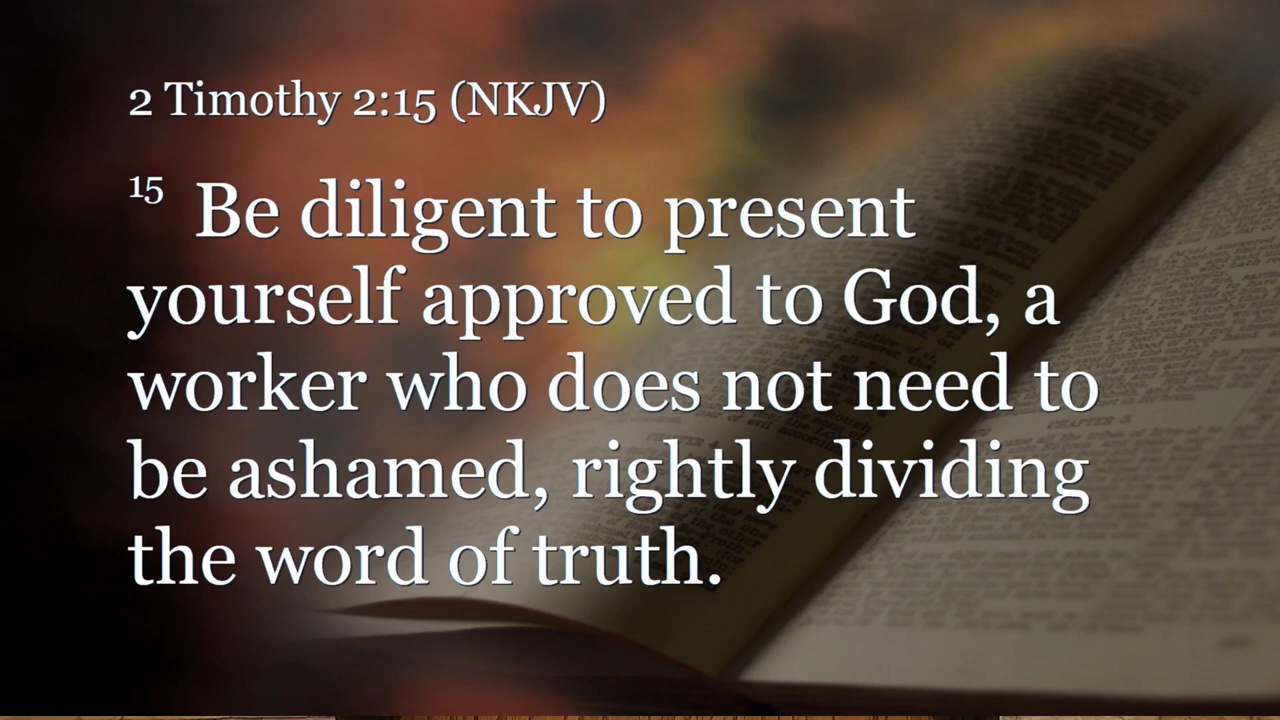 2 Timothy 2:15 (NKJV)
15 Be diligent to present
yourself approved to God, a
worker who does not need to
be ashamed, rightly dividing
the word of truth.